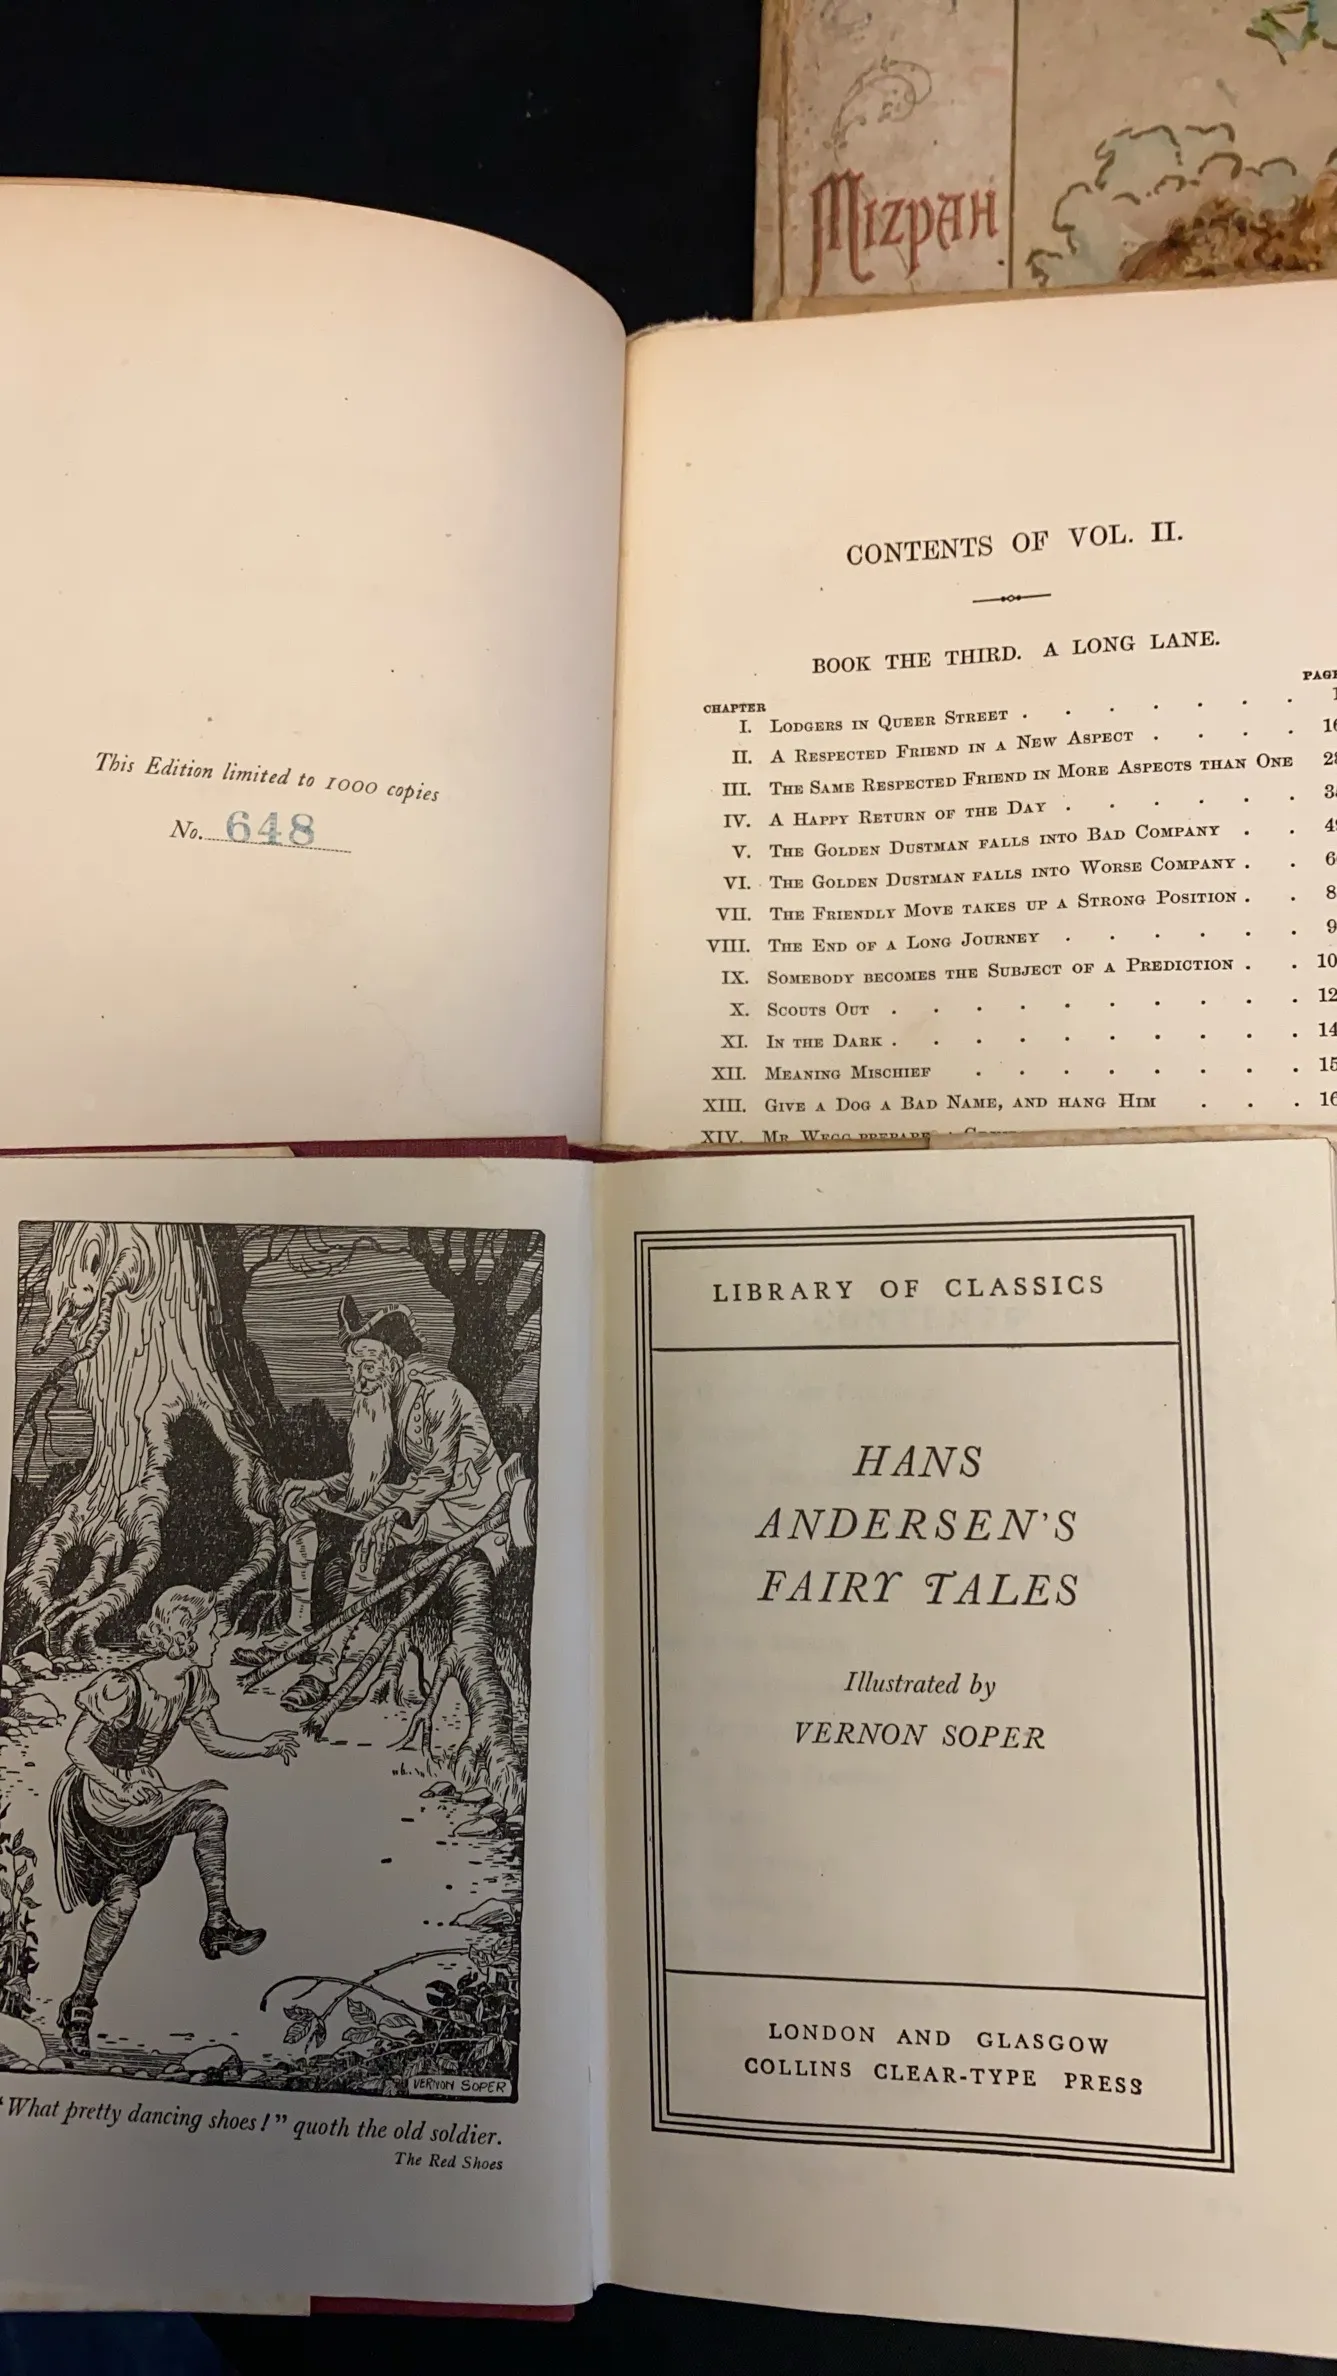 Mizpah
This Edition limited to 1000 copies
No. 648
CONTENTS OF VOL. II.
BOOK THE THIRD. A LONG LANE.
CHAPTER
I. LODGERS IN QUEER STREET
II. A RESPECTED FRIEND IN A NEW ASPECT
III. THE SAME RESPECTED FRIEND IN MORE ASPECTS THAN ONE
IV. A HAPPY RETURN OF THE DAY
V. THE GOLDEN DUSTMAN FALLS INTO BAD COMPANY
VI. THE GOLDEN DUSTMAN FALLS INTO WORSE COMPANY
VII. THE FRIENDLY MOVE TAKES UP A STRONG POSITION
VIII. THE END OF A LONG JOURNEY
IX. SOMEBODY BECOMES THE SUBJECT OF A PREDICTION
X. SCOUTS OUT
XI. IN THE DARK
XII. MEANING MISCHIEF
XIII. GIVE A DOG A BAD NAME, AND HANG HIM
XIV. MR WEGG PREPARES A
VERNON SOPER
"What pretty dancing shoes!" quoth the old soldier.
The Red Shoes
LIBRARY OF CLASSICS
HANS
ANDERSEN'S
FAIRY TALES
Illustrated by
VERNON SOPER
LONDON AND GLASGOW
COLLINS CLEAR-TYPE PRESS